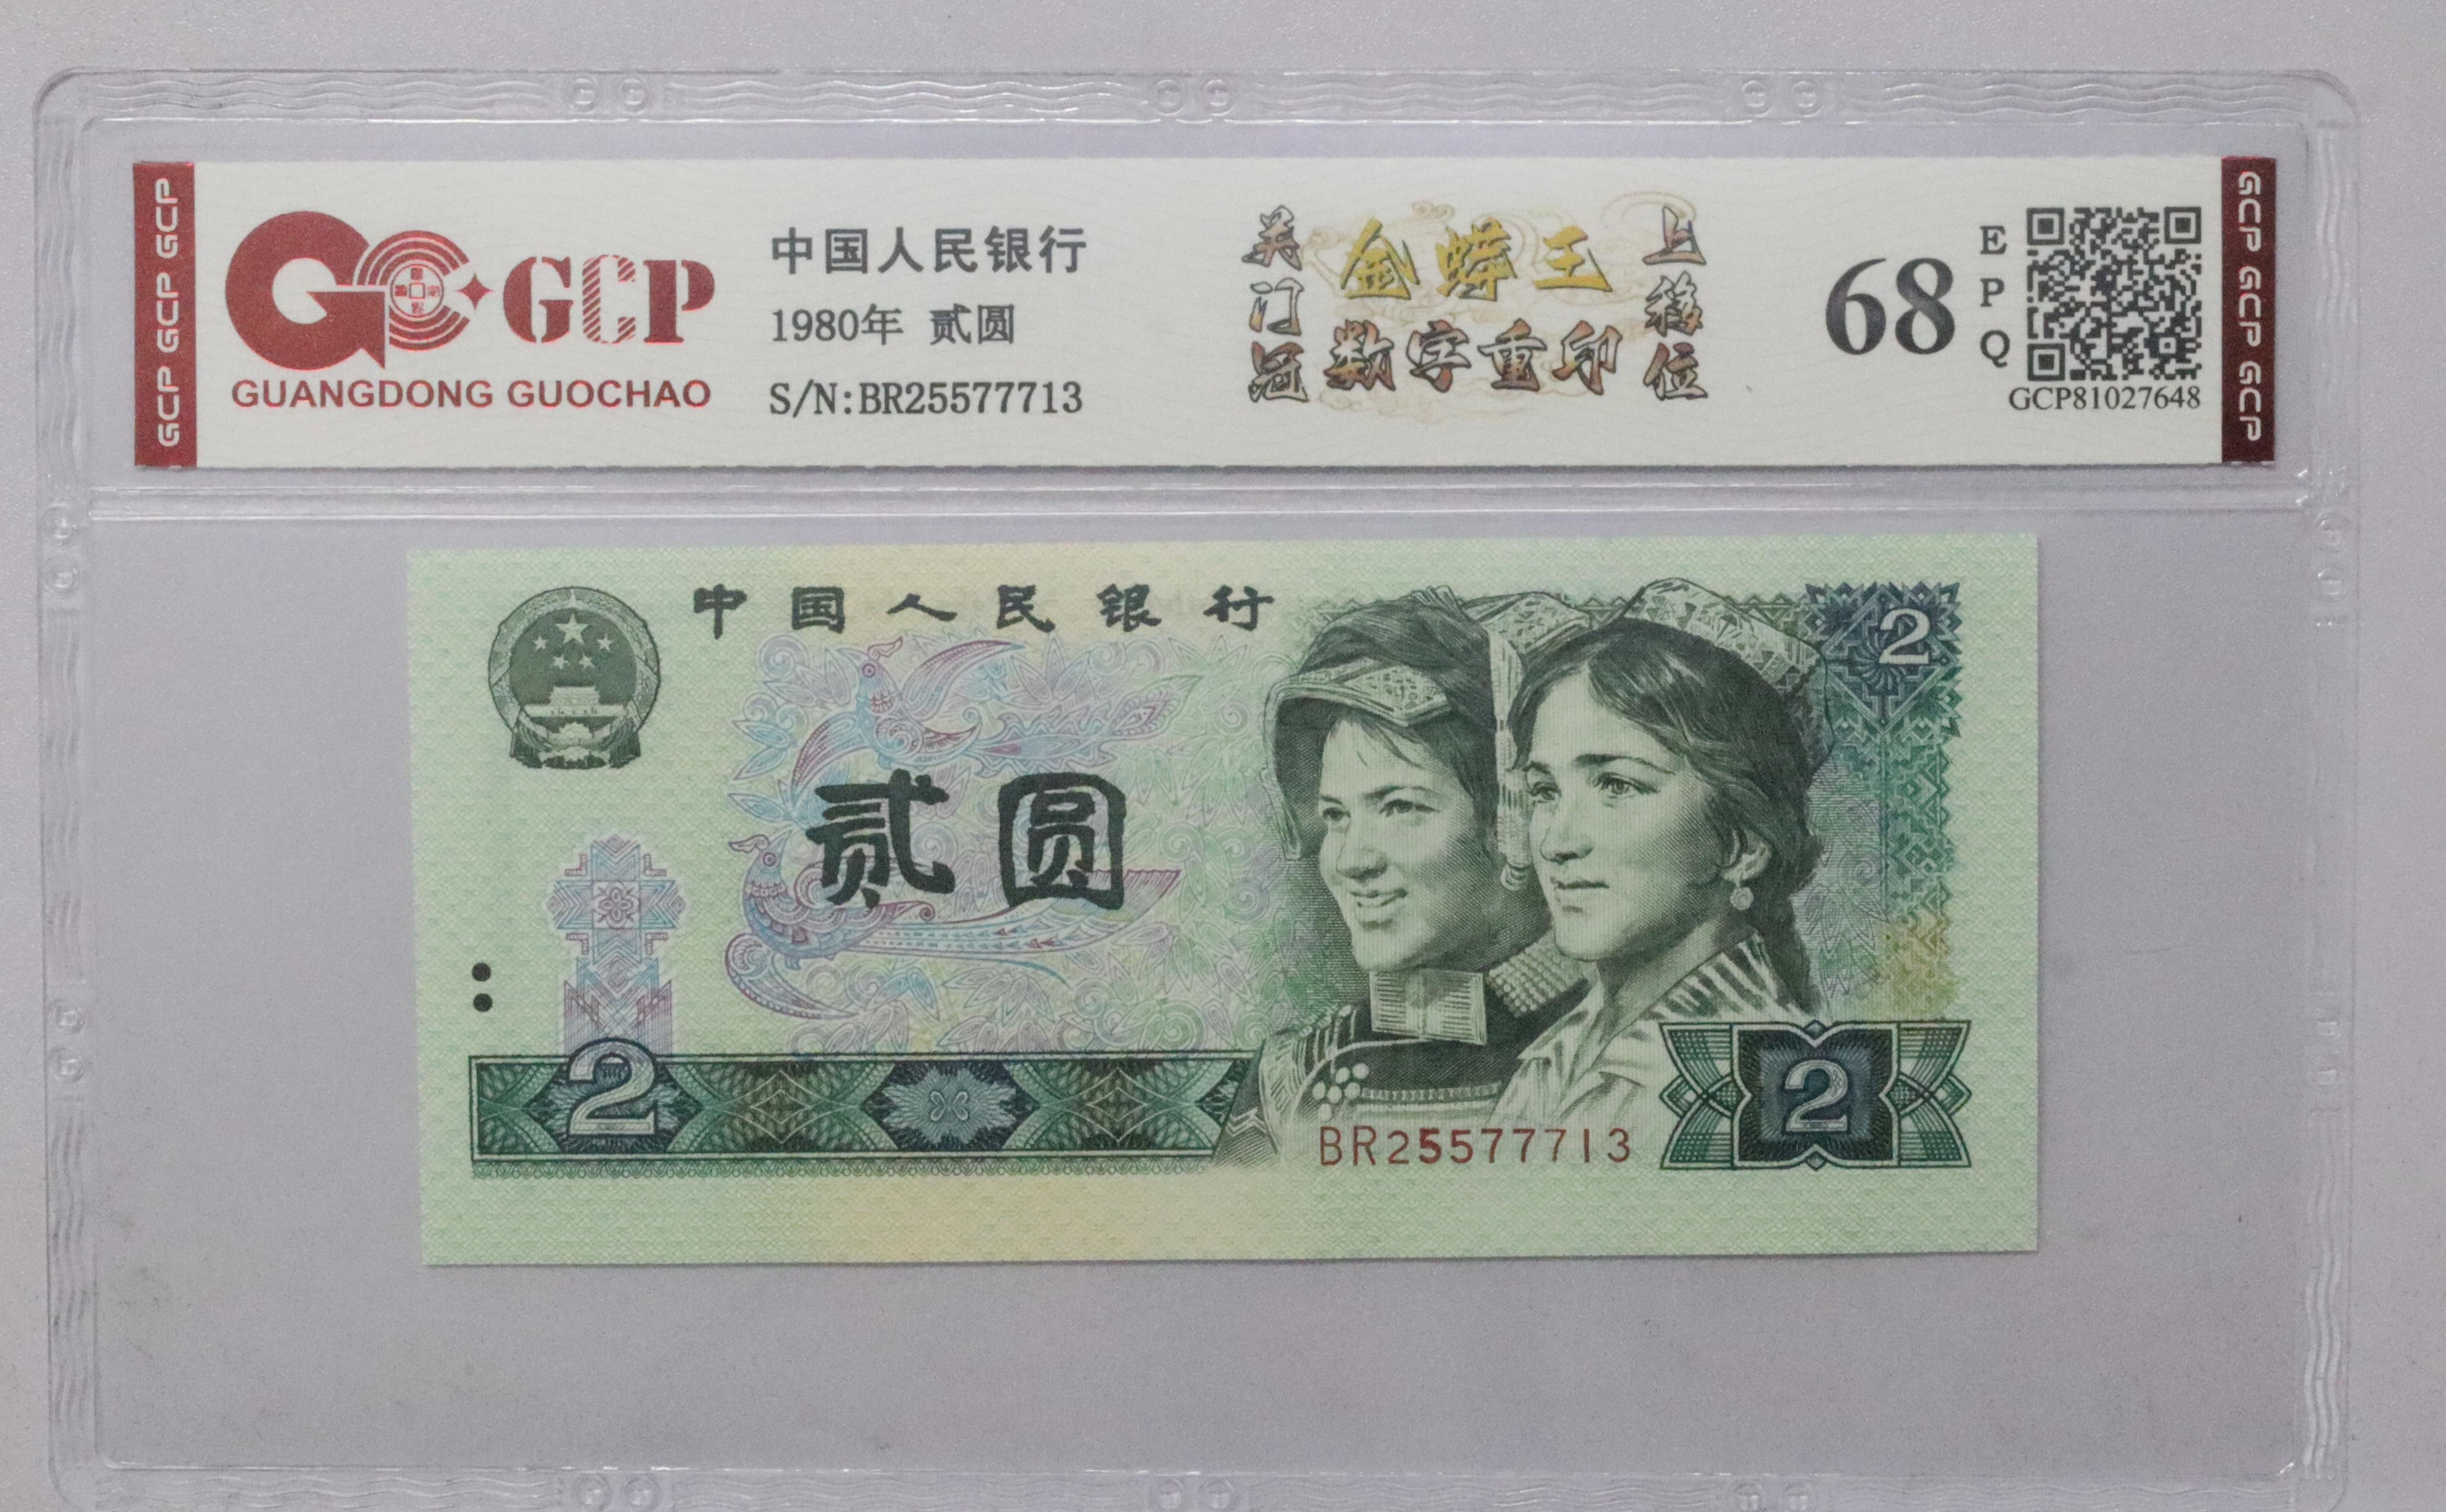 GCP GCP GCP
GCP
GUANGDONG GUOCHAO
中国人民银行
1980年 贰圆
S/N:BR25577713
关门冠
金蟒王
数字重印
上移位
68
EPQ
GCP81027648
GCP GCP GCP
中国人民银行
2
贰圆
2
BR25577713
2